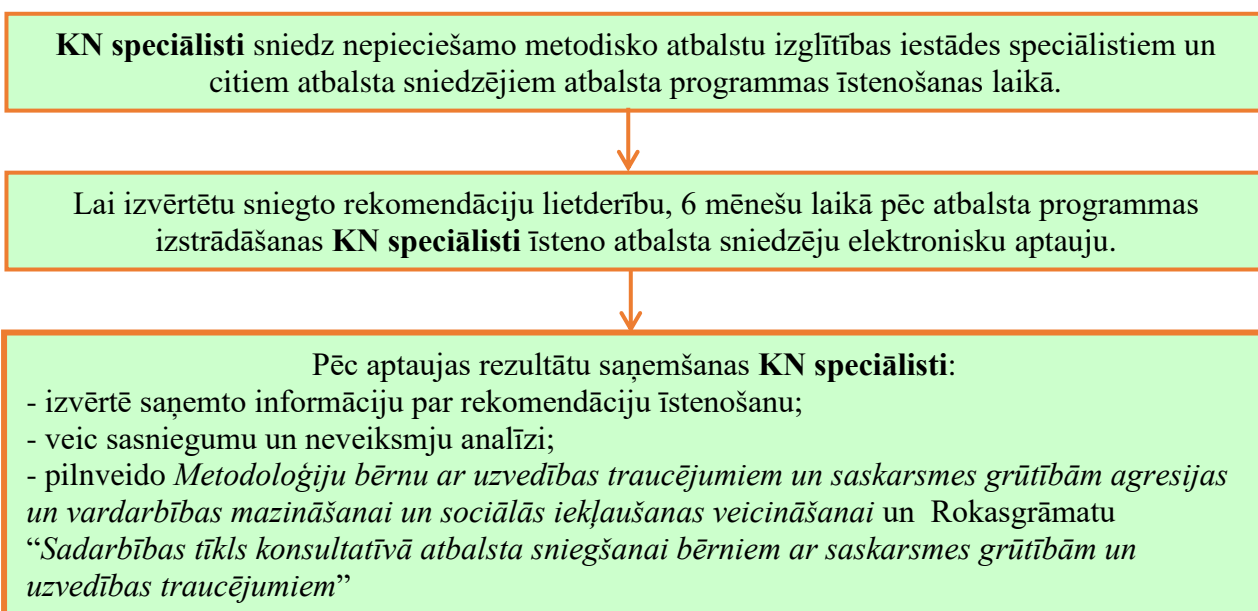 KN speciālisti sniedz nepieciešamo metodisko atbalstu izglītības iestādes speciālistiem un
citiem atbalsta sniedzējiem atbalsta programmas īstenošanas laikā.
Lai izvērtētu sniegto rekomendāciju lietderību, 6 mēnešu laikā pēc atbalsta programmas
izstrādāšanas KN speciālisti īsteno atbalsta sniedzēju elektronisku aptauju.
Pēc aptaujas rezultātu saņemšanas KN speciālisti:
- izvērtē saņemto informāciju par rekomendāciju īstenošanu;
- veic sasniegumu un neveiksmju analīzi;
- pilnveido Metodoloģiju bērnu ar uzvedības traucējumiem un saskarsmes grūtībām agresijas
un vardarbības mazināšanai un sociālās iekļaušanas veicināšanai un Rokasgrāmatu
“Sadarbības tīkls konsultatīvā atbalsta sniegšanai bērniem ar saskarsmes grūtībām un
uzvedības traucējumiem”